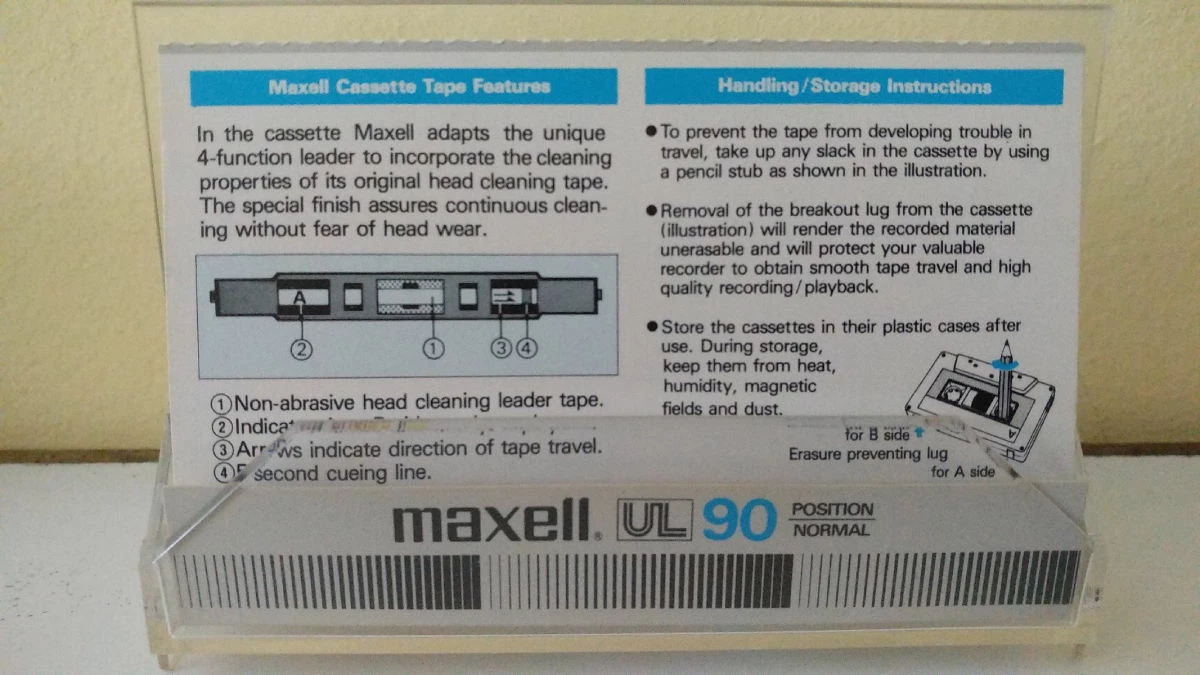 Maxell Cassette Tape Features
In the cassette Maxell adapts the unique
4-function leader to incorporate the cleaning
properties of its original head cleaning tape.
The special finish assures continuous clean-
ing without fear of head wear.
A
② ① ③ ④
① Non-abrasive head cleaning leader tape.
②
③ indicate direction of tape travel.
④ second cueing line.
Handling/Storage Instructions
● To prevent the tape from developing trouble in
travel, take up any slack in the cassette by using
a pencil stub as shown in the illustration.
● Removal of the breakout lug from the cassette
(illustration) will render the recorded material
unerasable and will protect your valuable
recorder to obtain smooth tape travel and high
quality recording/playback.
● Store the cassettes in their plastic cases after
use. During storage,
keep them from heat,
humidity, magnetic
fields and dust.
A
for B side
Erasure preventing lug
for A side
maxell® UL 90 POSITION
NORMAL